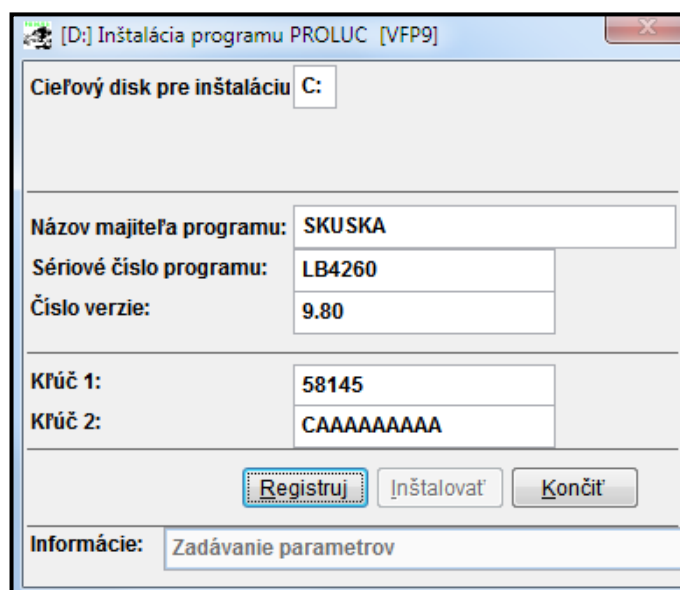 [D:] Inštalácia programu PROLUC [VFP9]
Cieľový disk pre inštaláciu C:
Názov majiteľa programu: SKUSKA
Sériové číslo programu: LB4260
Číslo verzie: 9.80
Kľúč 1: 58145
Kľúč 2: CAAAAAAAAA
Registruj Inštalovať Končiť
Informácie: Zadávanie parametrov